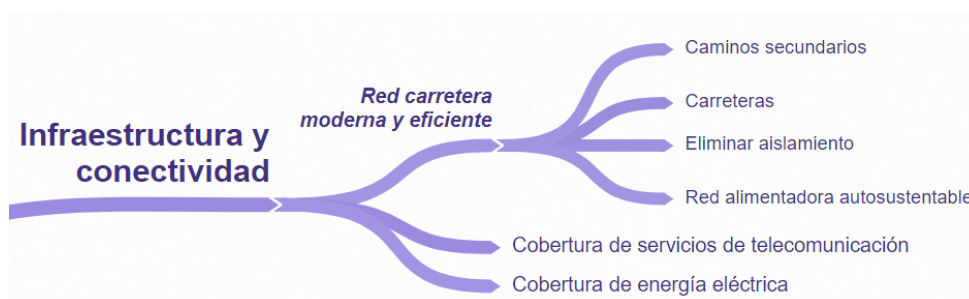 Infraestructura y
conectividad
Red carretera
moderna y eficiente
Caminos secundarios
Carreteras
Eliminar aislamiento
Red alimentadora autosustentable
Cobertura de servicios de telecomunicación
Cobertura de energía eléctrica